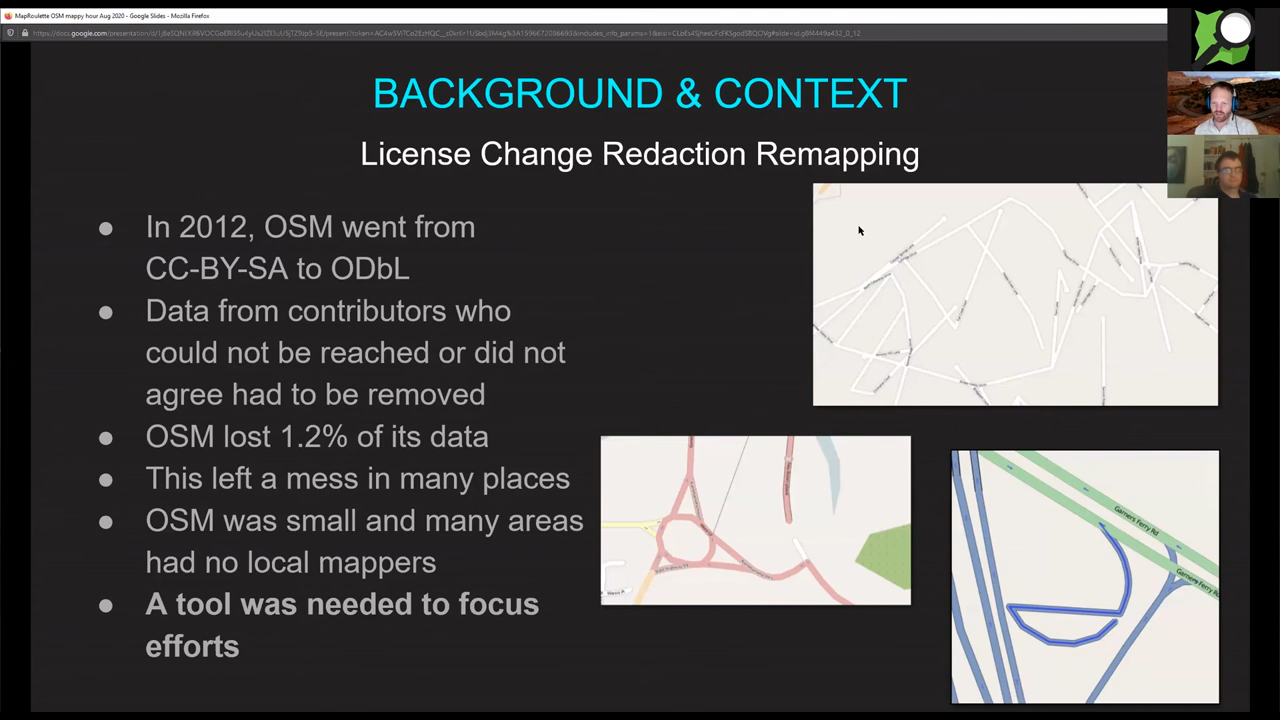 MapRoulette OSM mappy hour Aug 2020 - Google Slides - Mozilla Firefox
BACKGROUND & CONTEXT
License Change Redaction Remapping
● In 2012, OSM went from
CC-BY-SA to ODbL
● Data from contributors who
could not be reached or did not
agree had to be removed
● OSM lost 1.2% of its data
● This left a mess in many places
● OSM was small and many areas
had no local mappers
● A tool was needed to focus
efforts
Garners Ferry Rd
Garners Ferry Rd